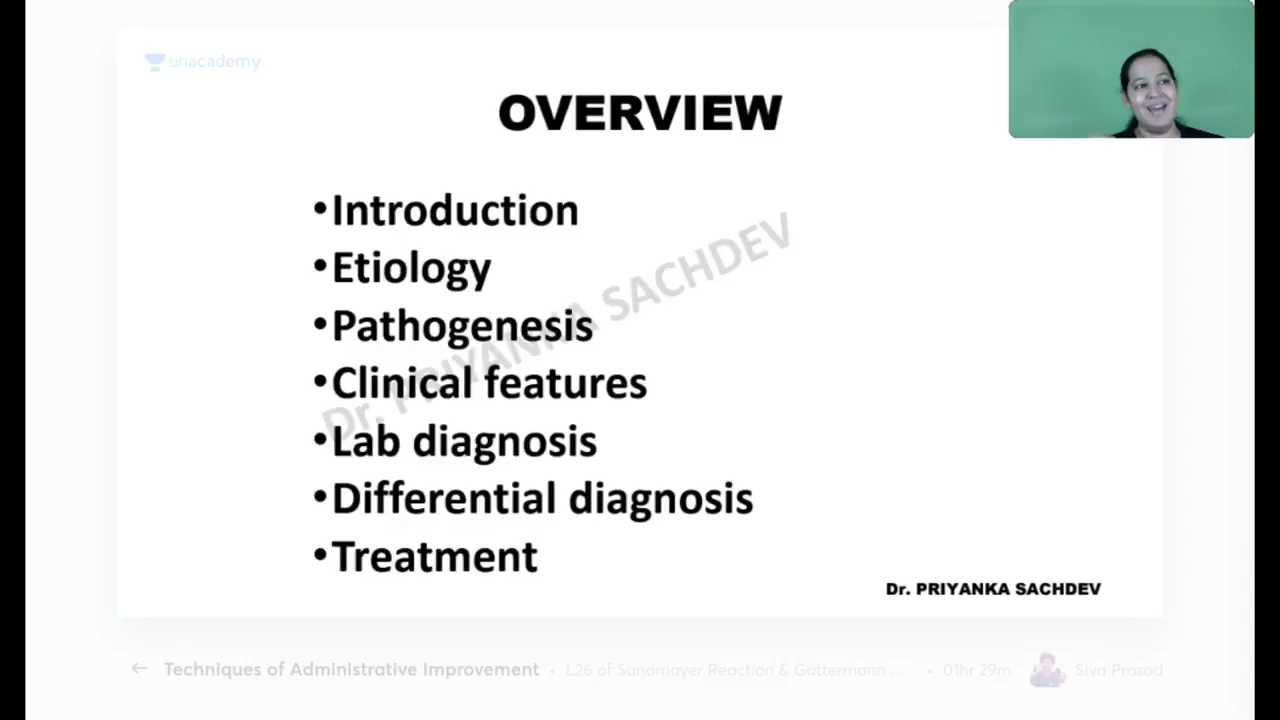 unacademy
OVERVIEW
•Introduction
•Etiology
•Pathogenesis
•Clinical features
•Lab diagnosis
•Differential diagnosis
•Treatment
Dr. PRIYANKA SACHDEV
Dr. PRIYANKA SACHDEV
← Techniques of Administrative Improvement • L26 of Sandmayer Reaction & Gattermann ... • 01hr 29m Siva Prasad